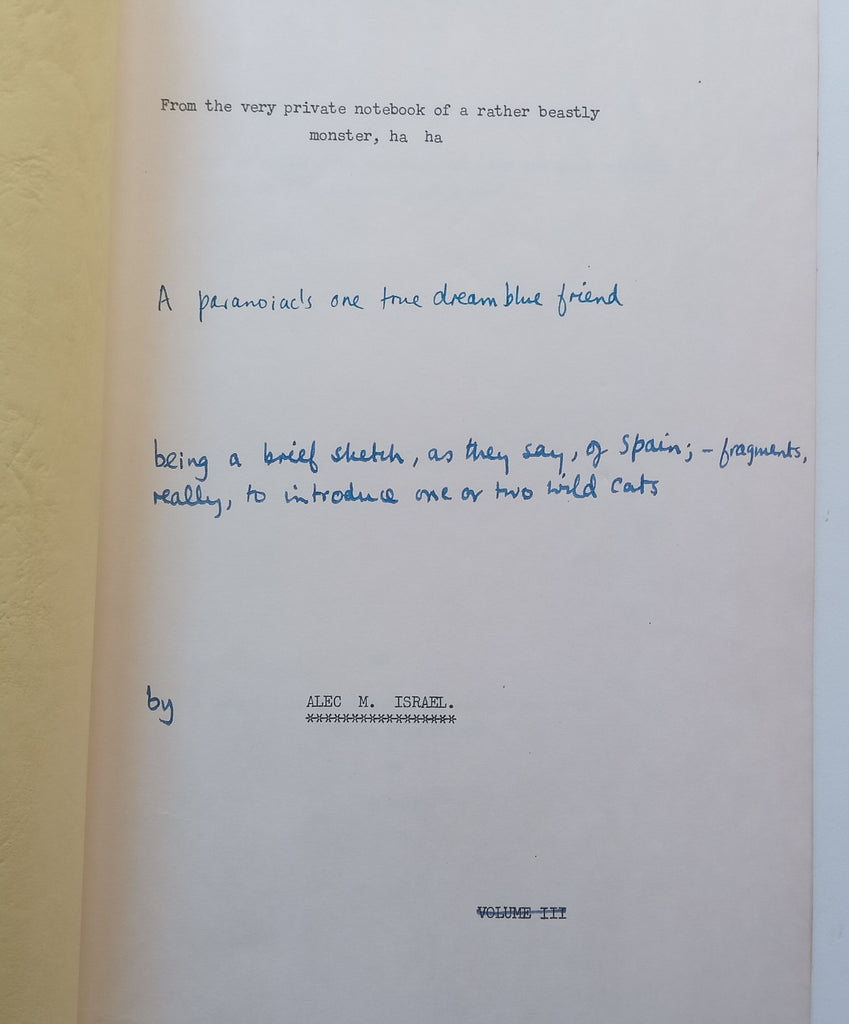 From the very private notebook of a rather beastly
monster, ha ha
A paranoiac's one true dream blue friend
being a brief sketch, as they say, of Spain; - fragments,
really, to introduce one or two wild cats
by ALEC M. ISRAEL.
******************
VOLUME III